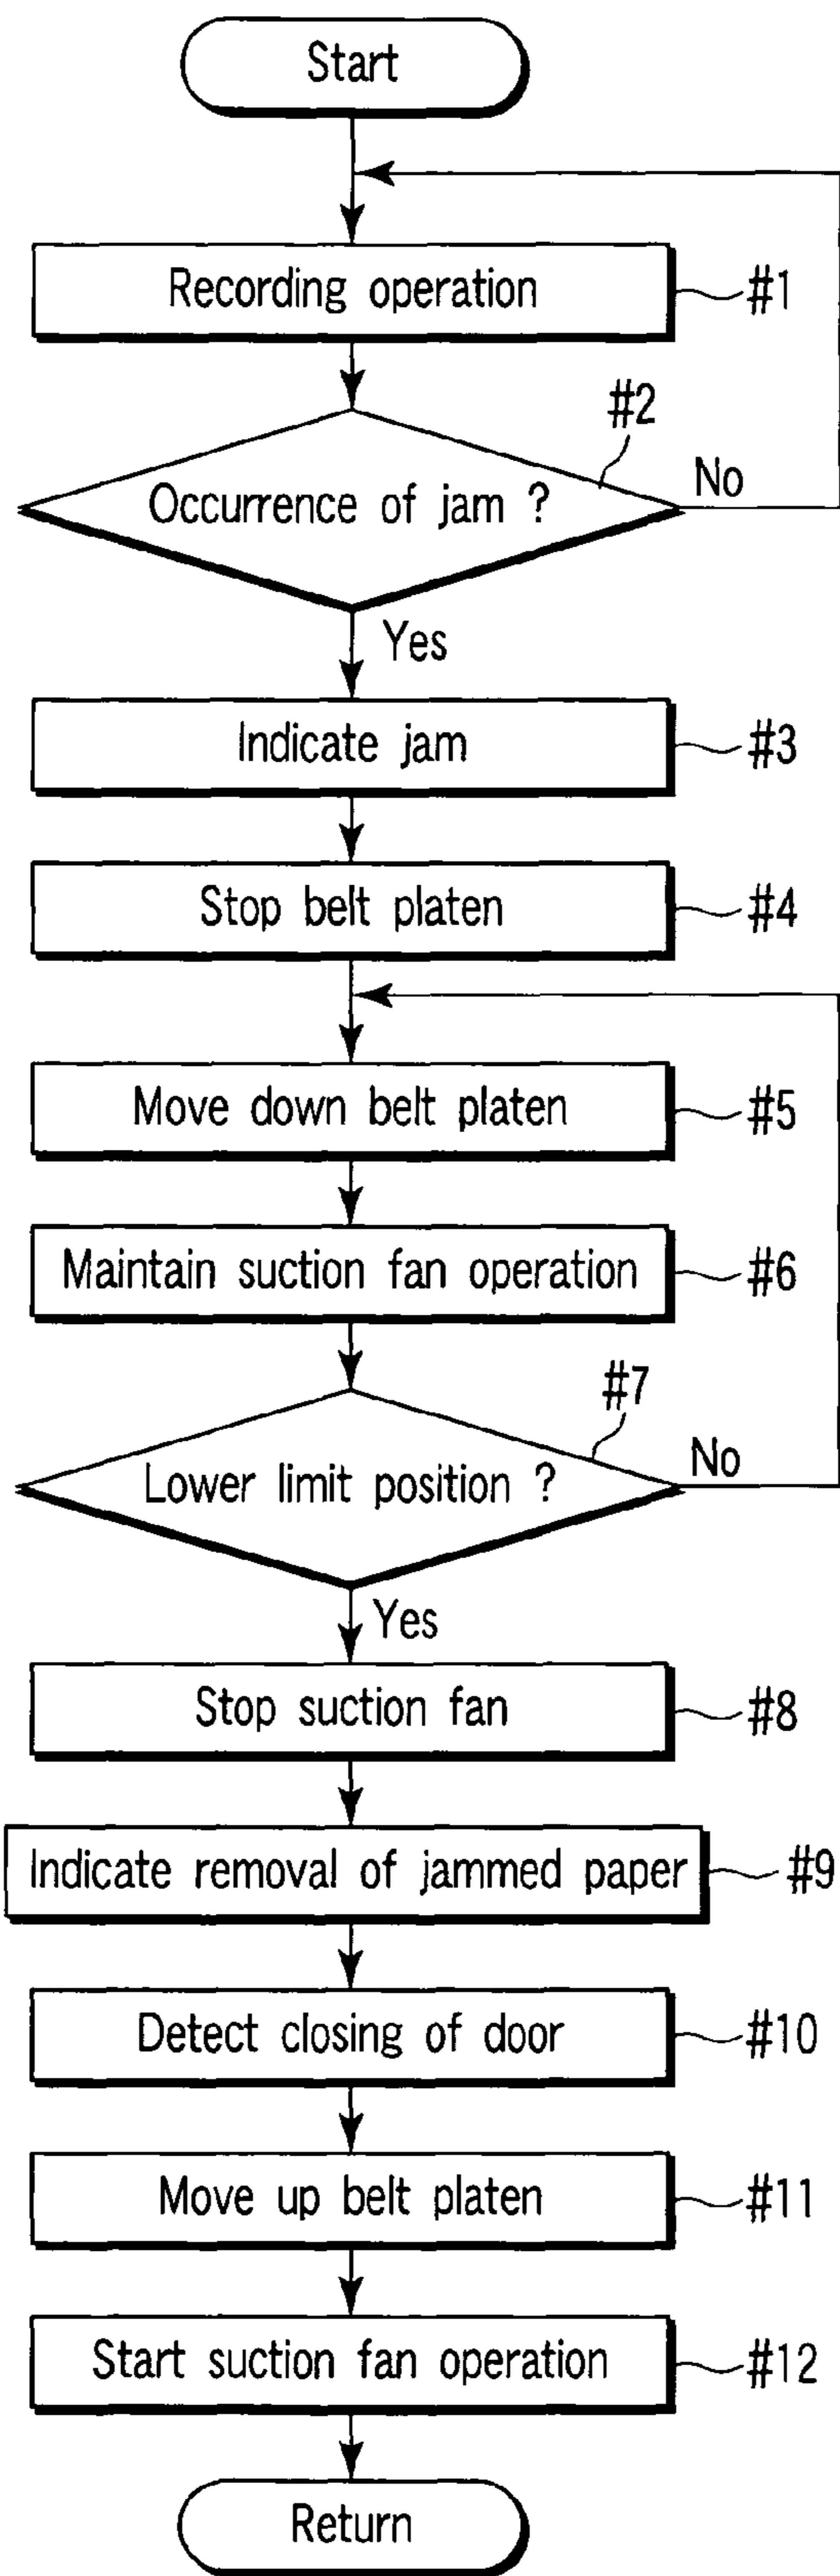 Start
Recording operation
#1
#2
Occurrence of jam ?
No
Yes
Indicate jam
#3
Stop belt platen
#4
Move down belt platen
#5
Maintain suction fan operation
#6
#7
Lower limit position ?
No
Yes
Stop suction fan
#8
Indicate removal of jammed paper
#9
Detect closing of door
#10
Move up belt platen
#11
Start suction fan operation
#12
Return